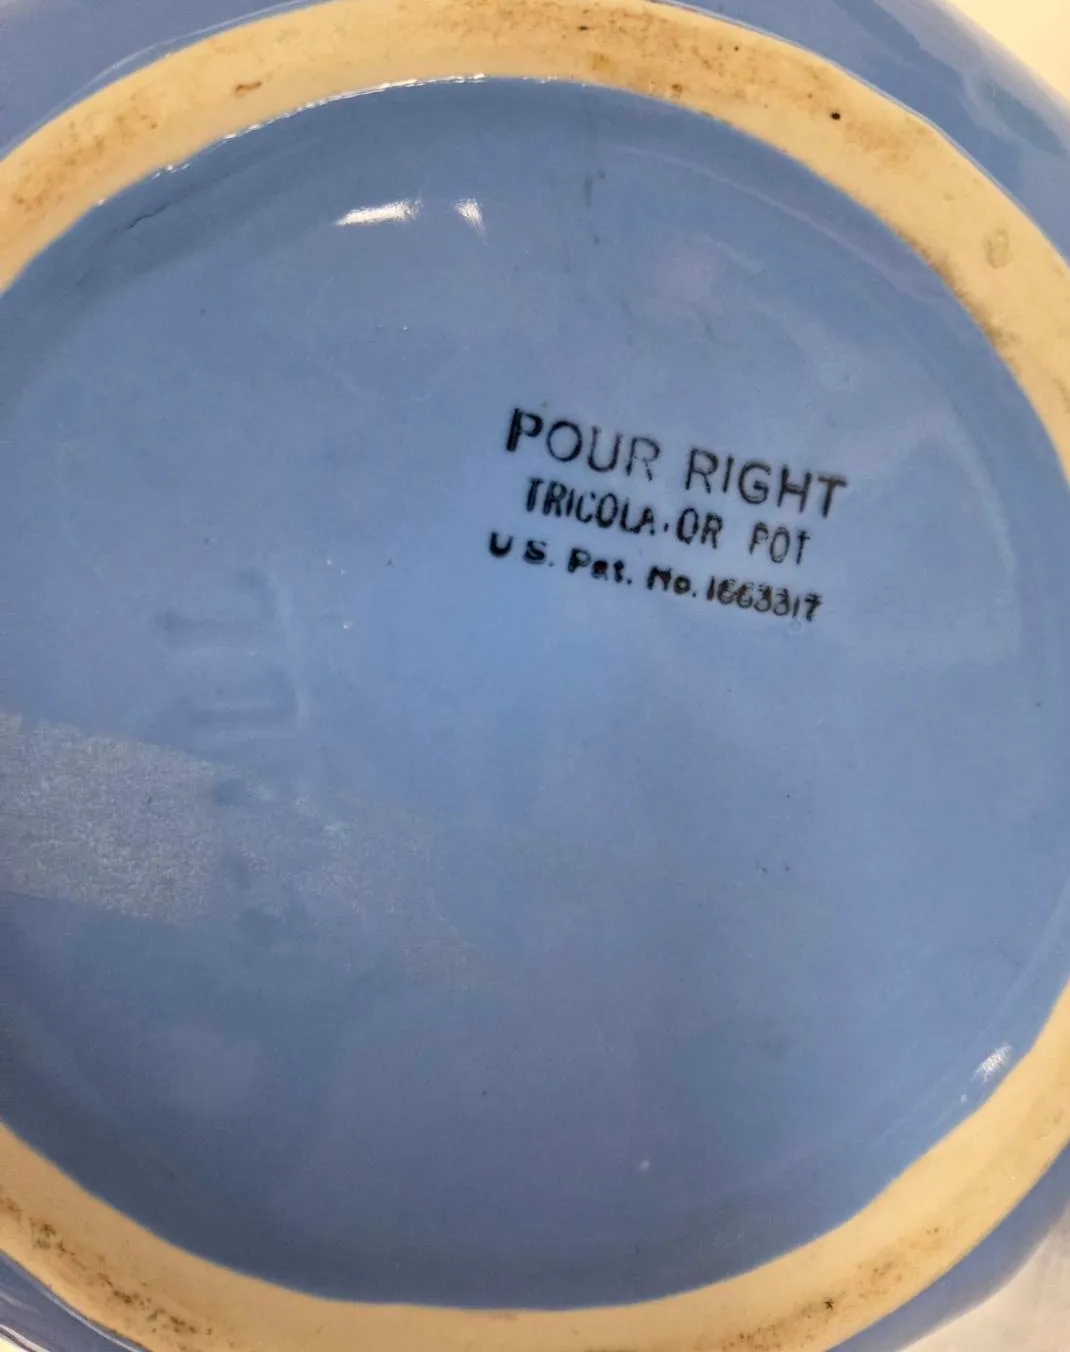 POUR RIGHT
TRICOLA·OR POT
U S. Pat. No. 1663317